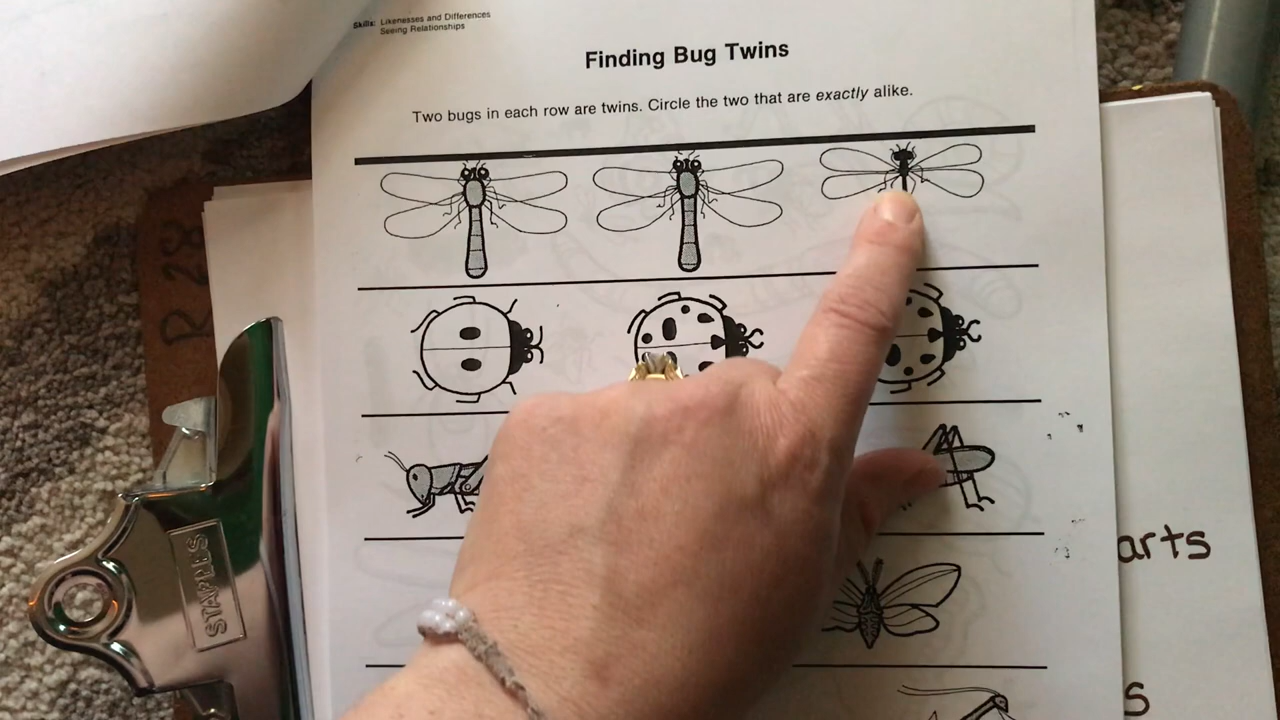 Skills: Likenesses and Differences
Seeing Relationships
Finding Bug Twins
Two bugs in each row are twins. Circle the two that are exactly alike.
R 28
STAPLES
arts
s